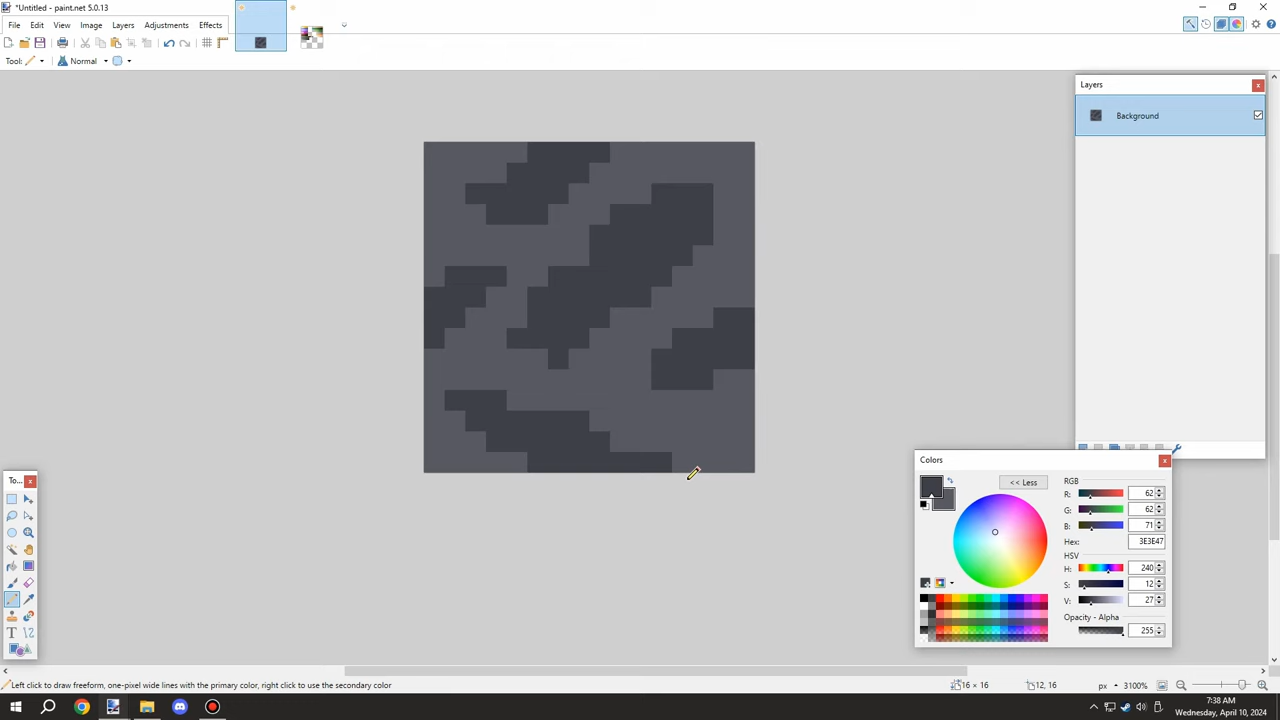 *Untitled - paint.net 5.0.13
File Edit View Image Layers Adjustments Effects
Tool:
Normal
Layers
Background
Colors
<< Less
RGB
R: 62
G: 62
B: 71
Hex: 3E3E47
HSV
H: 240
S: 12
V: 27
Opacity - Alpha
255
To...
Left click to draw freeform, one-pixel wide lines with the primary color, right click to use the secondary color
16 × 16
12, 16
px
3100%
7:38 AM
Wednesday, April 10, 2024